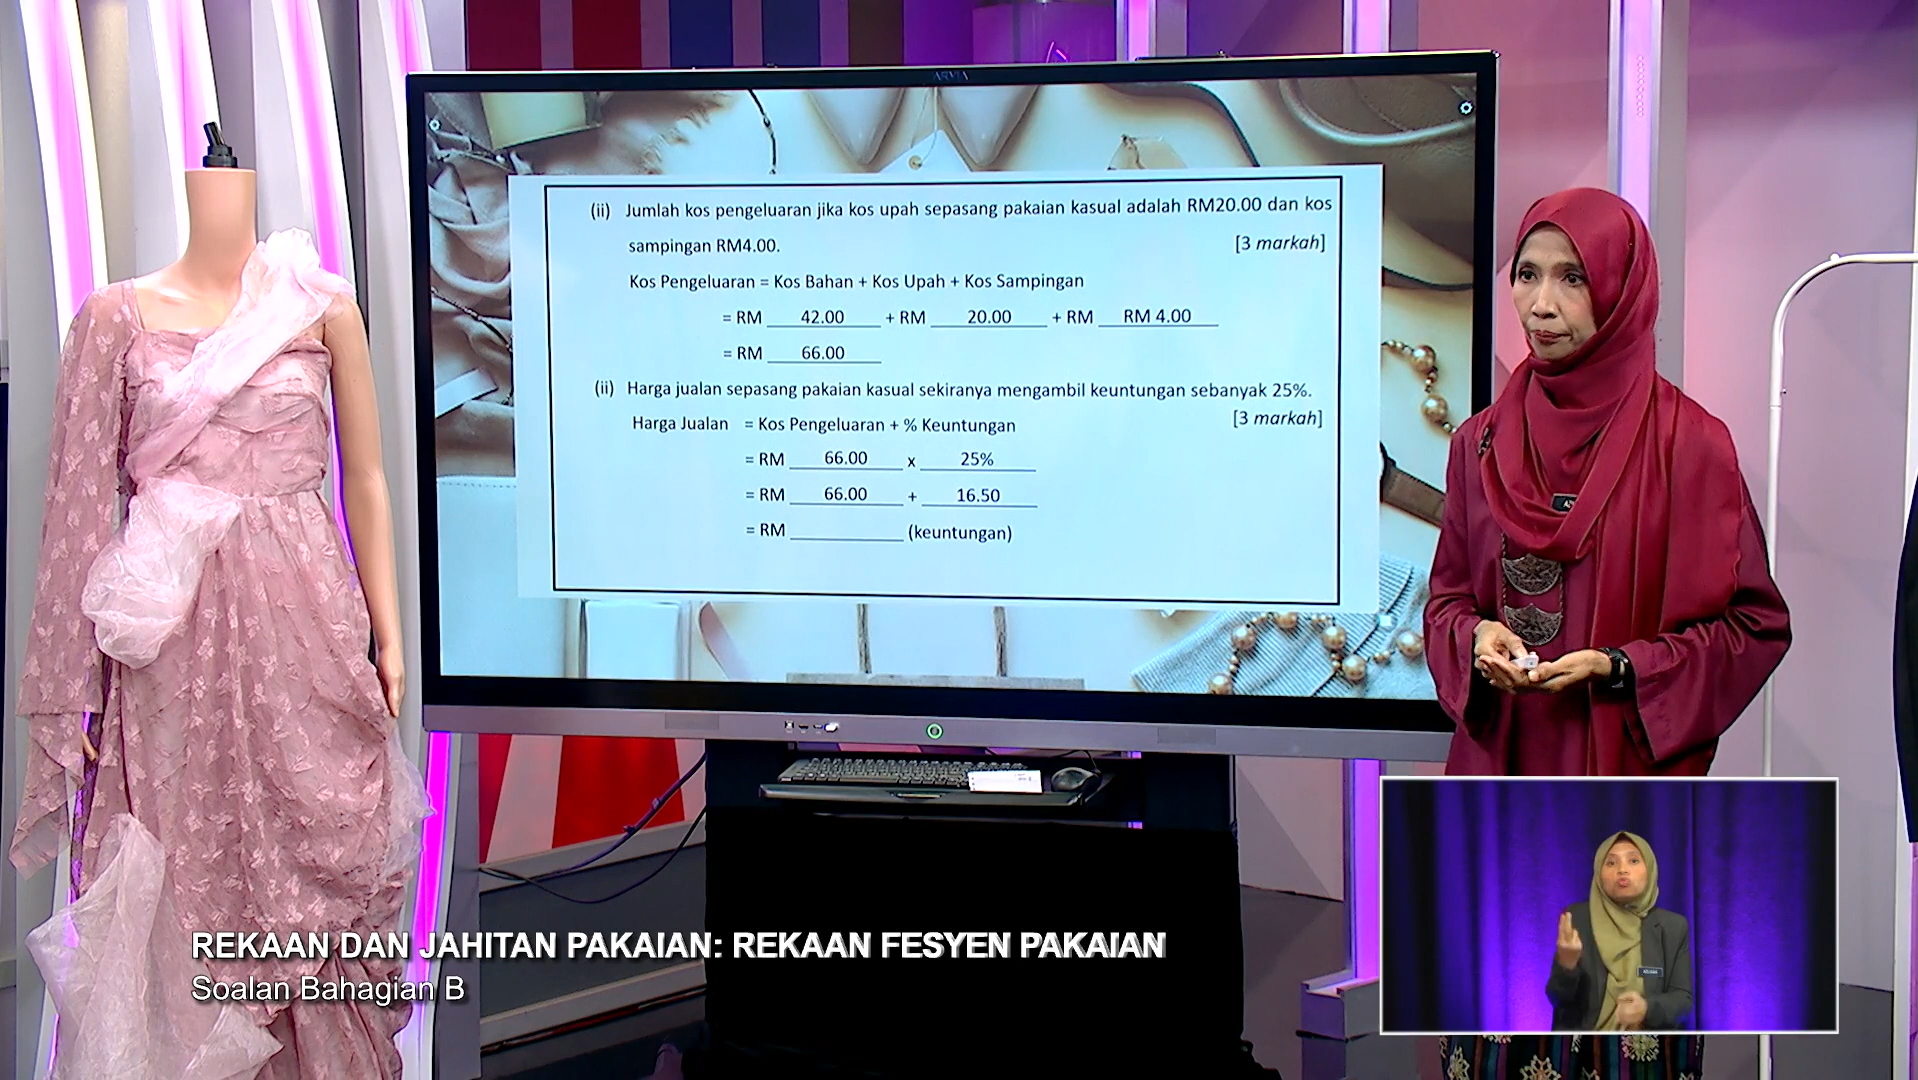 ARVIA
(ii) Jumlah kos pengeluaran jika kos upah sepasang pakaian kasual adalah RM20.00 dan kos
sampingan RM4.00. [3 markah]
Kos Pengeluaran = Kos Bahan + Kos Upah + Kos Sampingan
= RM 42.00 + RM 20.00 + RM RM 4.00
= RM 66.00
(ii) Harga jualan sepasang pakaian kasual sekiranya mengambil keuntungan sebanyak 25%.
[3 markah]
Harga Jualan = Kos Pengeluaran + % Keuntungan
= RM 66.00 x 25%
= RM 66.00 + 16.50
= RM ________ (keuntungan)
REKAAN DAN JAHITAN PAKAIAN: REKAAN FESYEN PAKAIAN
Soalan Bahagian B